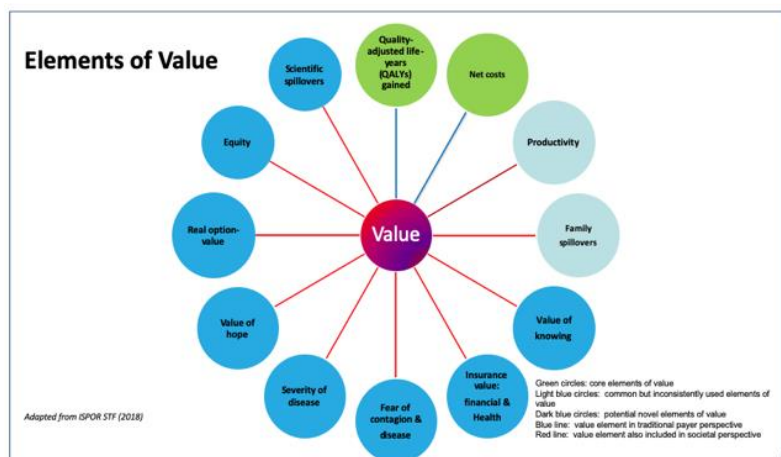 Elements of Value
Quality-
adjusted life-
years
(QALYs)
gained
Net costs
Productivity
Family
spillovers
Value of
knowing
Insurance
value:
financial &
Health
Fear of
contagion &
disease
Severity of
disease
Value of
hope
Real option-
value
Equity
Scientific
spillovers
Value
Adapted from ISPOR STF (2018)
Green circles: core elements of value
Light blue circles: common but inconsistently used elements of
value
Dark blue circles: potential novel elements of value
Blue line: value element in traditional payer perspective
Red line: value element also included in societal perspective